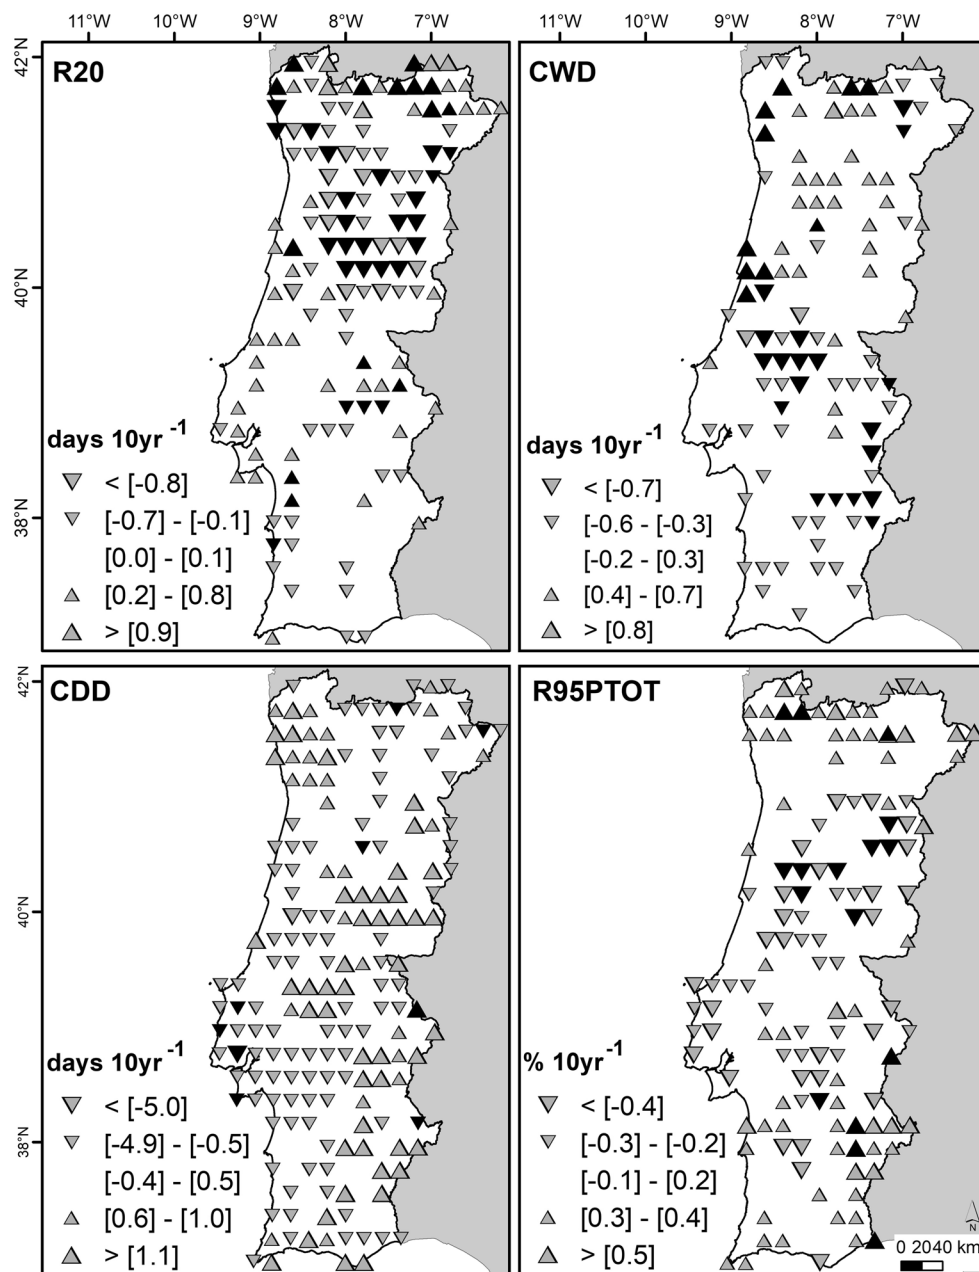 11°W 10°W 9°W 8°W 7°W 11°W 10°W 9°W 8°W 7°W
42°N
40°N
38°N
R20
days 10yr -1
< [-0.8]
[-0.7] - [-0.1]
[0.0] - [0.1]
[0.2] - [0.8]
> [0.9]
CWD
days 10yr -1
< [-0.7]
[-0.6 - [-0.3]
[-0.2 - [0.3]
[0.4] - [0.7]
> [0.8]
42°N
40°N
38°N
CDD
days 10yr -1
< [-5.0]
[-4.9] - [-0.5]
[-0.4] - [0.5]
[0.6] - [1.0]
> [1.1]
R95PTOT
% 10yr -1
< [-0.4]
[-0.3] - [-0.2]
[-0.1] - [0.2]
[0.3] - [0.4]
> [0.5]
N
0 2040 km